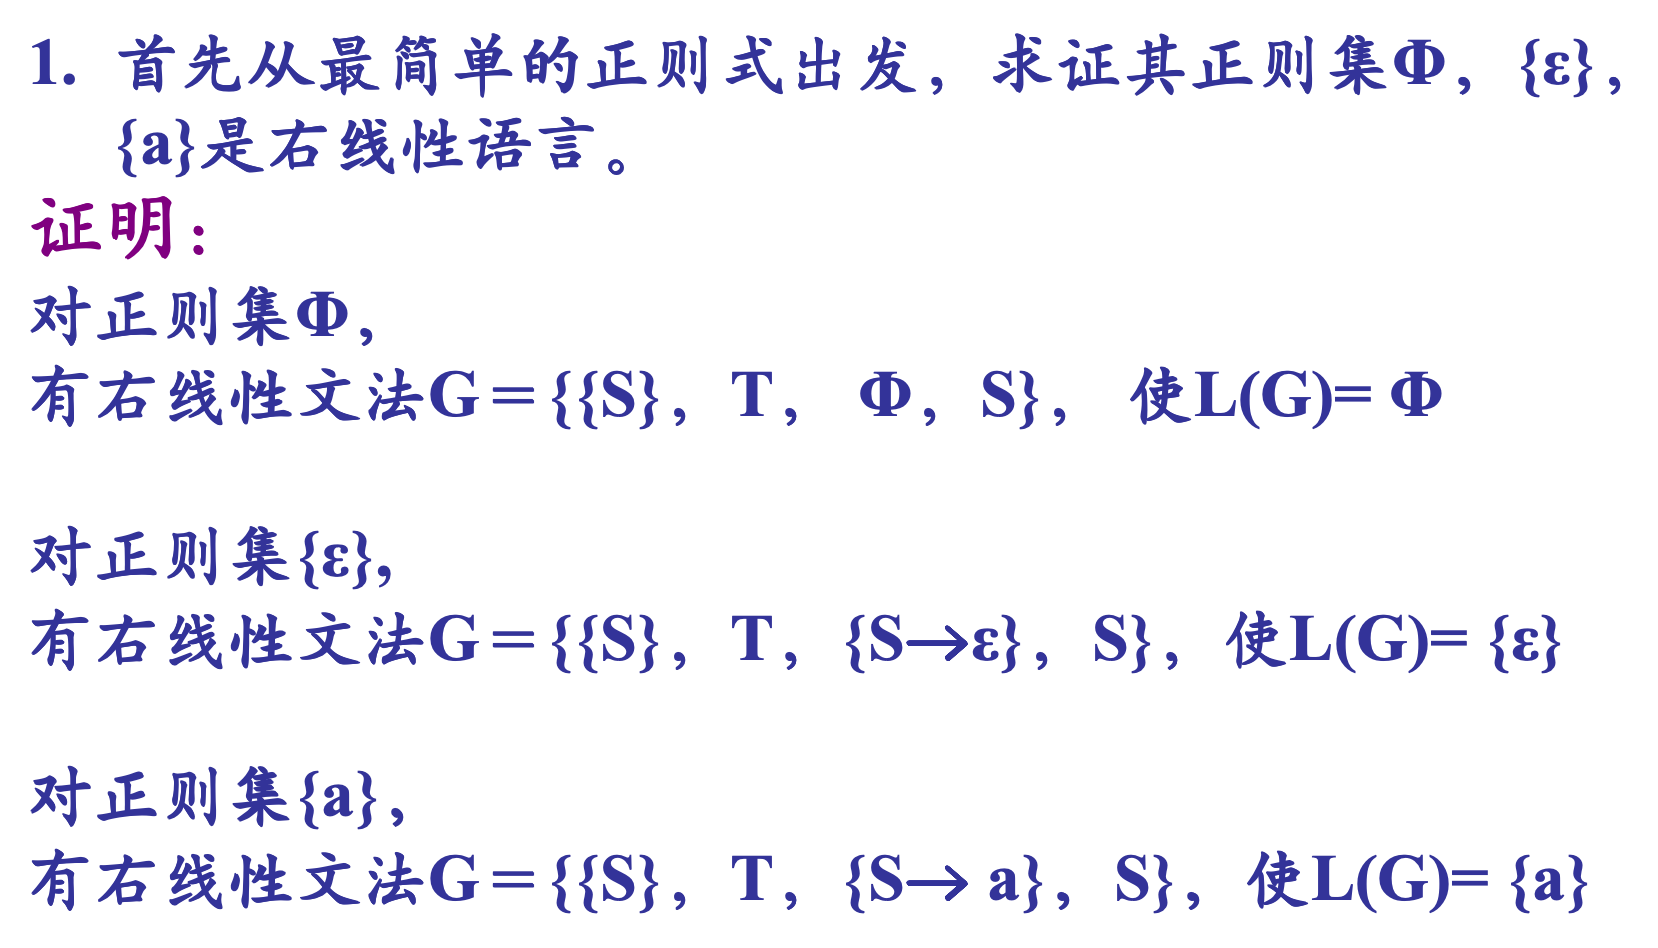 1. 首先从最简单的正则式出发，求证其正则集Φ，{ε}，
{a}是右线性语言。
证明：
对正则集Φ，
有右线性文法G＝{{S}，T， Φ，S}， 使L(G)= Φ
对正则集{ε},
有右线性文法G＝{{S}，T，{S→ε}，S}，使L(G)= {ε}
对正则集{a}，
有右线性文法G＝{{S}，T，{S→ a}，S}，使L(G)= {a}